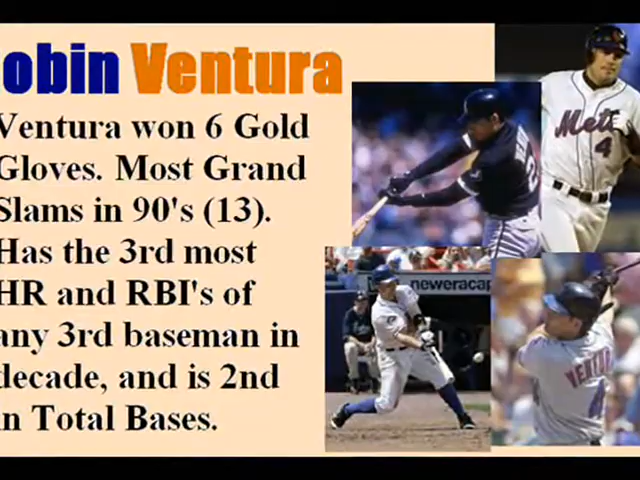 obin Ventura
Ventura won 6 Gold
Gloves. Most Grand
Slams in 90's (13).
Has the 3rd most
HR and RBI's of
any 3rd baseman in
decade, and is 2nd
in Total Bases.
Mets
4
neweracap
VENTURA